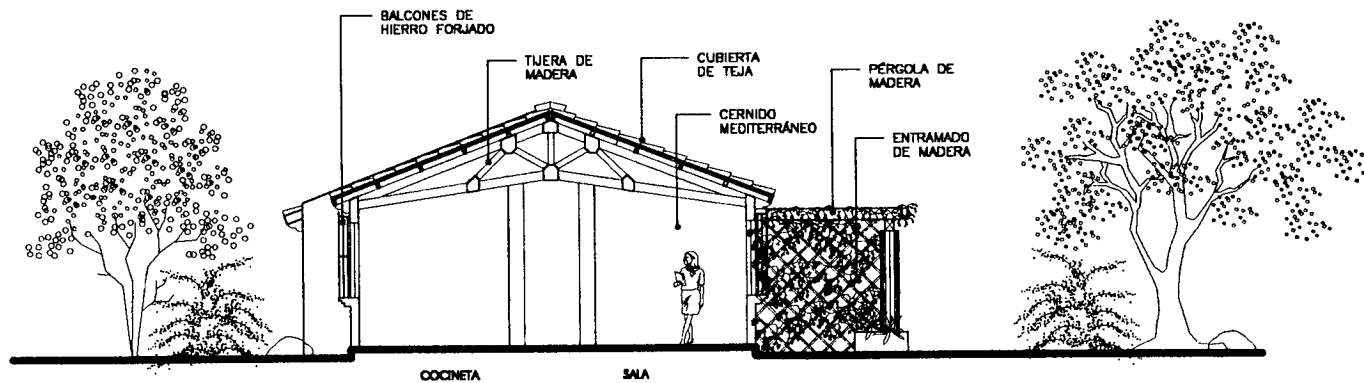 BALCONES DE
HIERRO FORJADO
TIJERA DE
MADERA
CUBIERTA
DE TEJA
PÉRGOLA DE
MADERA
CERNIDO
MEDITERRÁNEO
ENTRAMADO
DE MADERA
COCINETA
SALA